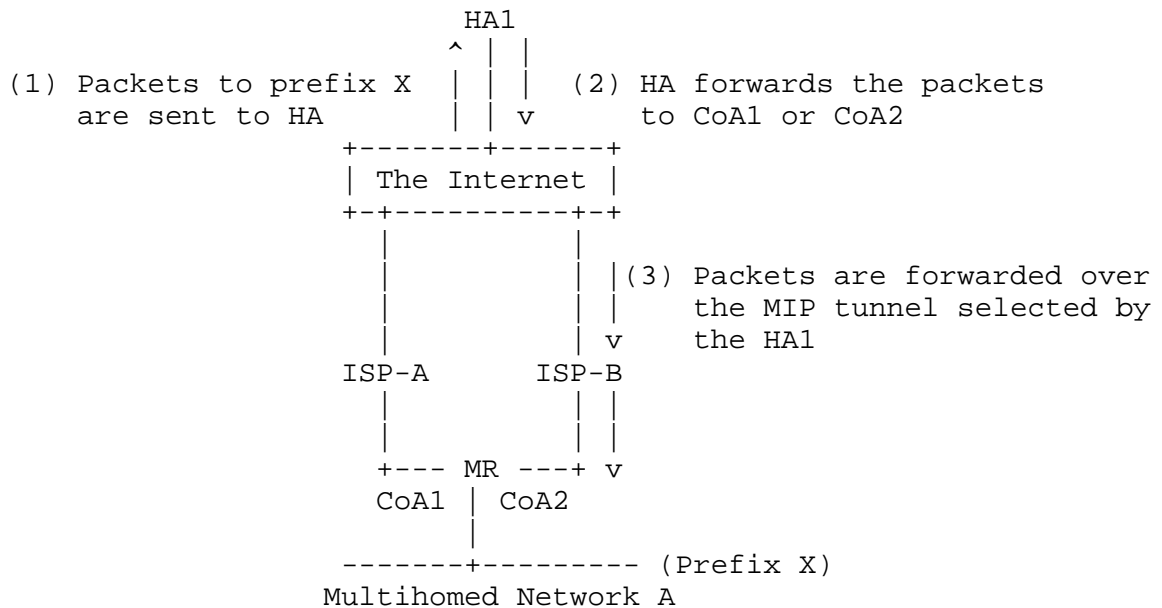 HA1
(1) Packets to prefix X (2) HA forwards the packets
are sent to HA v to CoA1 or CoA2
The Internet
(3) Packets are forwarded over
the MIP tunnel selected by
v the HA1
ISP-A ISP-B
MR v
CoA1 CoA2
(Prefix X)
Multihomed Network A